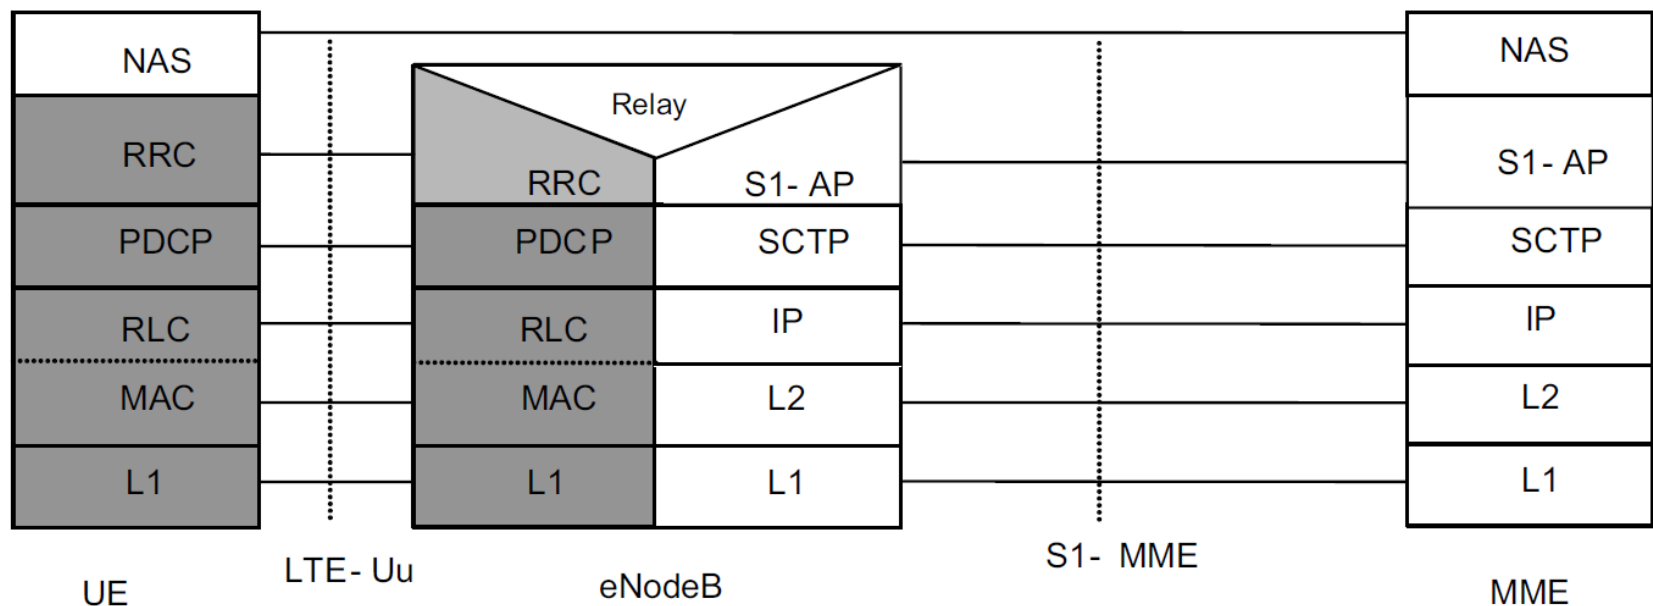 NAS
NAS
Relay
RRC
RRC
S1- AP
S1- AP
PDCP
PDCP
SCTP
SCTP
RLC
RLC
IP
IP
MAC
MAC
L2
L2
L1
L1
L1
L1
UE
LTE- Uu
eNodeB
S1- MME
MME